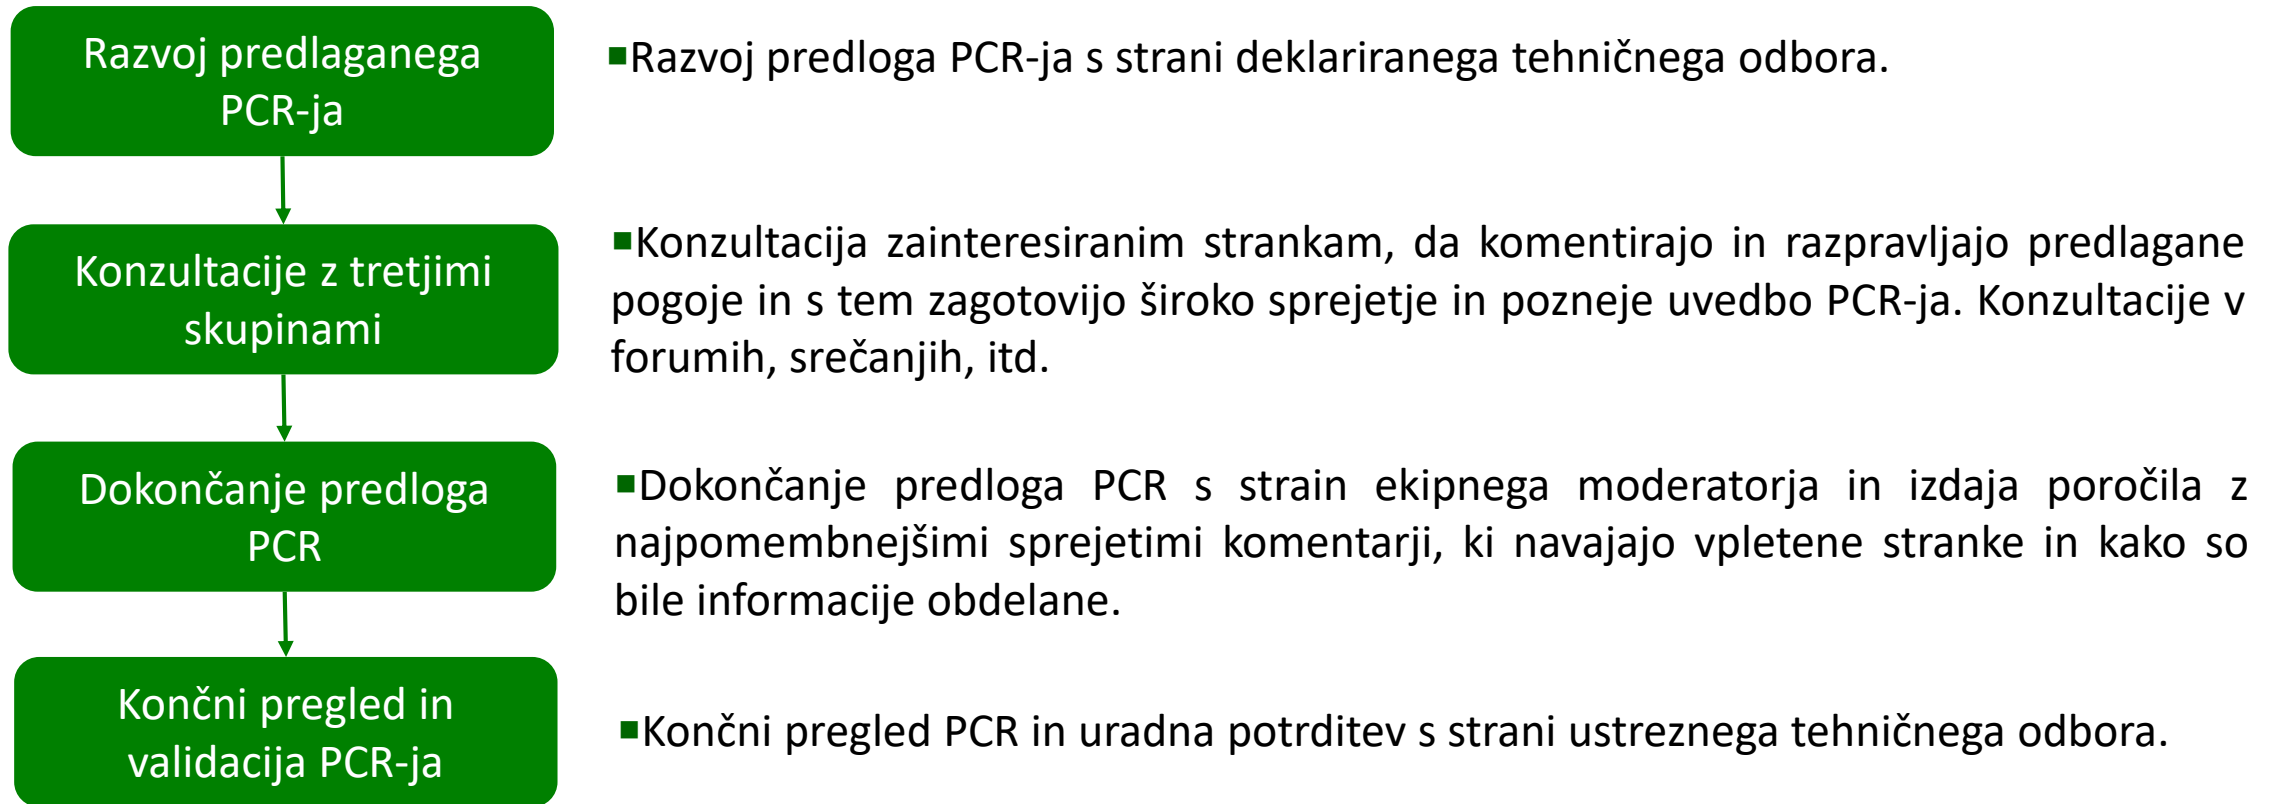 Razvoj predlaganega
PCR-ja
▪Razvoj predloga PCR-ja s strani deklariranega tehničnega odbora.
Konzultacije z tretjimi
skupinami
▪Konzultacija zainteresiranim strankam, da komentirajo in razpravljajo predlagane
pogoje in s tem zagotovijo široko sprejetje in pozneje uvedbo PCR-ja. Konzultacije v
forumih, srečanjih, itd.
Dokončanje predloga
PCR
▪Dokončanje predloga PCR s strain ekipnega moderatorja in izdaja poročila z
najpomembnejšimi sprejetimi komentarji, ki navajajo vpletene stranke in kako so
bile informacije obdelane.
Končni pregled in
validacija PCR-ja
▪Končni pregled PCR in uradna potrditev s strani ustreznega tehničnega odbora.